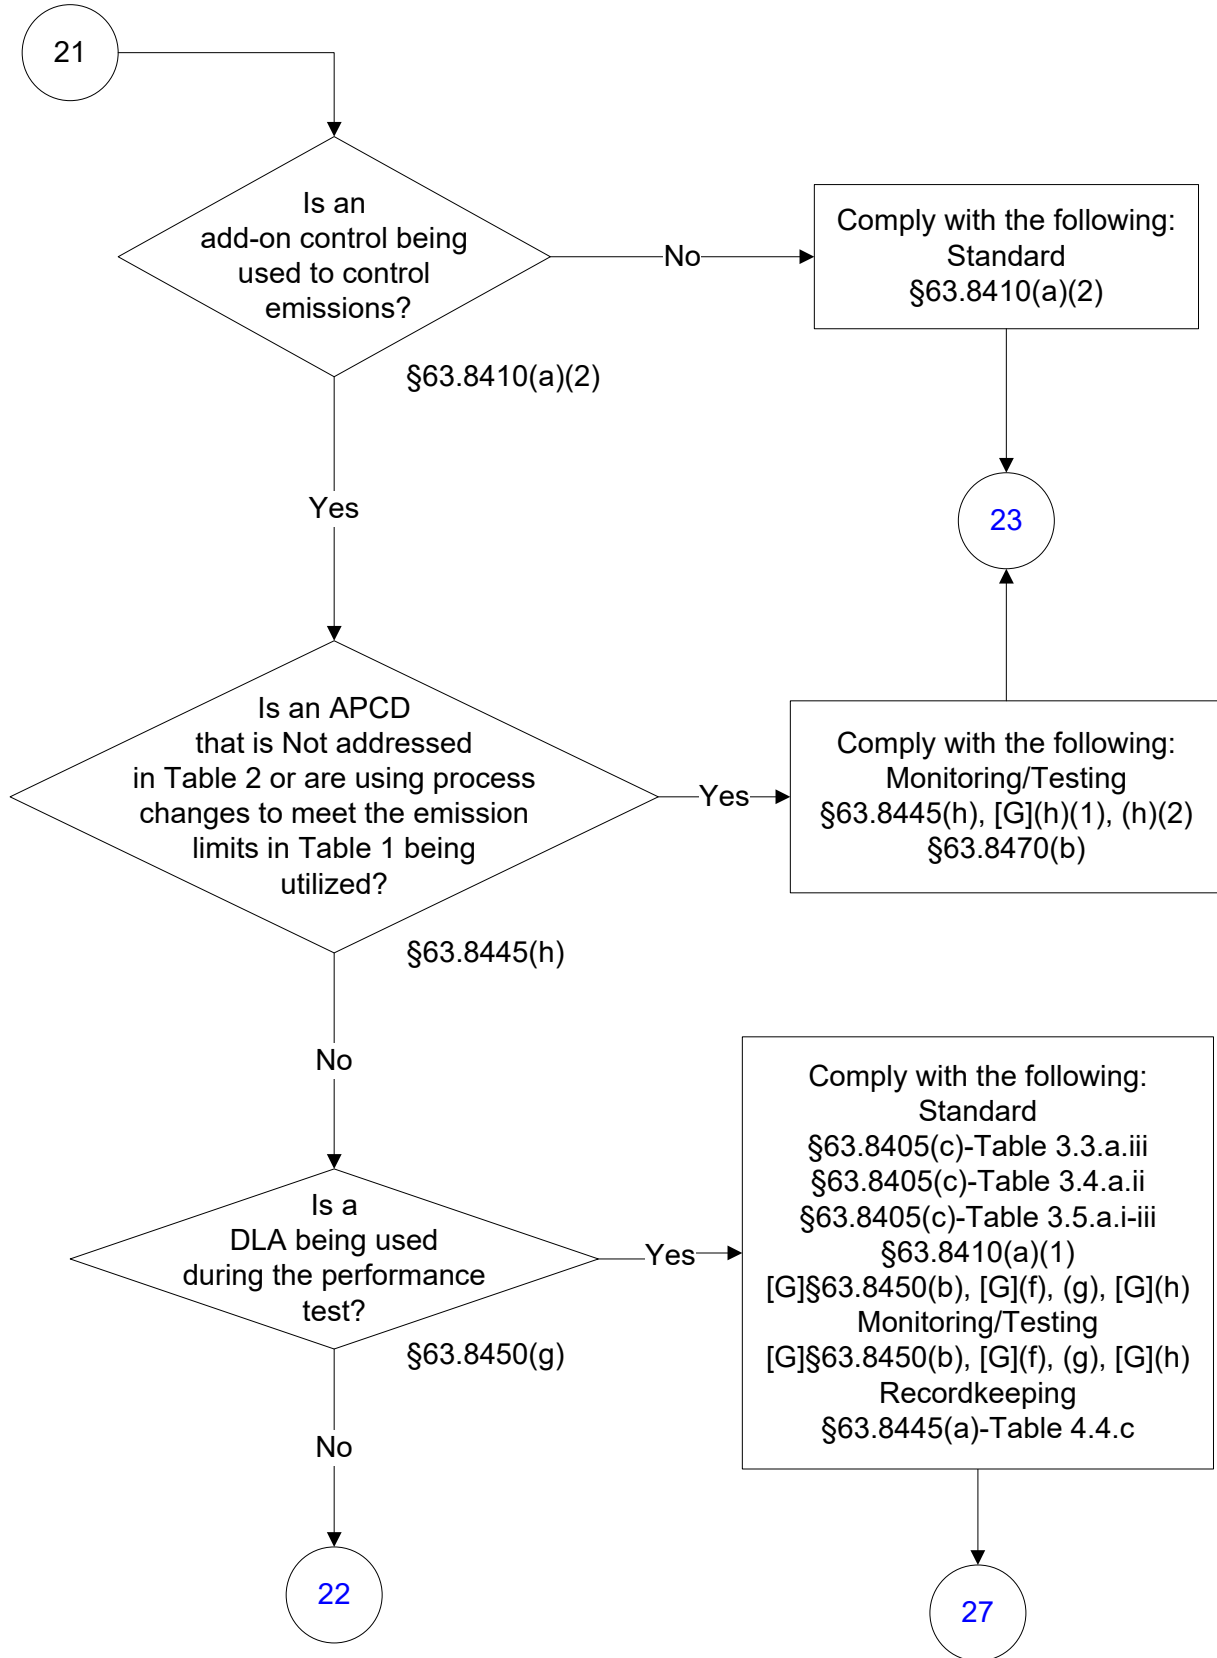 21
Is an
add-on control being
used to control
emissions?
No
Comply with the following:
Standard
§63.8410(a)(2)
§63.8410(a)(2)
Yes
23
Is an APCD
that is Not addressed
in Table 2 or are using process
changes to meet the emission
limits in Table 1 being
utilized?
Yes
Comply with the following:
Monitoring/Testing
§63.8445(h), [G](h)(1), (h)(2)
§63.8470(b)
§63.8445(h)
No
Is a
DLA being used
during the performance
test?
Yes
Comply with the following:
Standard
§63.8405(c)-Table 3.3.a.iii
§63.8405(c)-Table 3.4.a.ii
§63.8405(c)-Table 3.5.a.i-iii
§63.8410(a)(1)
[G]§63.8450(b), [G](f), (g), [G](h)
Monitoring/Testing
[G]§63.8450(b), [G](f), (g), [G](h)
Recordkeeping
§63.8445(a)-Table 4.4.c
§63.8450(g)
No
22
27